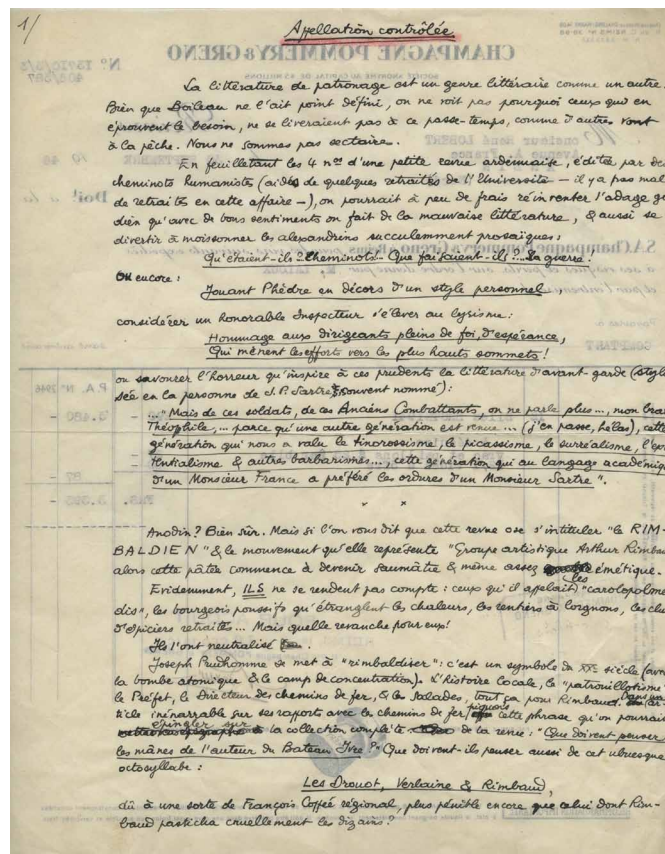 1/
Appellation contrôlée
La littérature de patronage est un genre littéraire comme un autre.
Bien que Boileau ne l'ait point défini, on ne voit pas pourquoi ceux qui en
éprouvent le besoin, ne se livreraient pas à ce passe-temps, comme d'autres vont
à la pêche. Nous ne sommes pas sectaires.
En feuilletant les 4 nos d'une petite revue ardennaise, éditée par des
cheminots humanistes (aidés de quelques retraités de l'Université — il y a pas mal
de retraités en cette affaire —), on pourrait à peu de frais réinventer l'adage gi
dien qu'avec de bons sentiments on fait de la mauvaise littérature, & aussi se
divertir à moissonner les alexandrins succulemment prosaïques :
Qu'étaient-ils ? Cheminots. Que faisaient-ils ? La guerre !
ou encore :
Jouant Phèdre en décors d'un style personnel,
considérer un honorable Inspecteur s'élever au lyrisme :
Hommage aux dirigeants pleins de foi, d'espérance,
Qui mènent les efforts vers les plus hauts sommets !
ou savourer l'horreur qu'inspire à ces prudents la littérature d'avant-garde (styli
sée en la personne de J. P. Sartre souvent nommé) :
..."Mais de ces soldats, de ces Anciens Combattants, on ne parle plus..., mon brave
Théophile,... parce qu'une autre génération est venue... (j'en passe, hélas), cette
génération qui nous a valu le tinorossisme, le picassisme, le surréalisme, l'exis
tentialisme & autres barbarismes..., cette génération qui au langage académique
d'un Monsieur France a préféré les ordures d'un Monsieur Sartre".
Anodin ? Bien sûr. Mais si l'on vous dit que cette revue ose s'intituler "le RIM-
BALDIEN" & le mouvement qu'elle représente "Groupe artistique Arthur Rimbaud
alors cette pâtée commence à devenir saumâtre & même assez émétique.
Evidemment, ILS ne se rendent pas compte : ceux qu'il appelait les "carolopolme
dis", les bourgeois poussifs qu'étranglent les chaleurs, les rentiers à lorgnons, les clubs
d'épiciers retraités... Mais quelle revanche pour eux !
Ils l'ont neutralisé.
Joseph Prudhomme se met à "rimbaldiser" : c'est un symbole du XXe siècle (avec
la bombe atomique & le camp de concentration). L'histoire locale, le "patrouillotisme",
le Préfet, le Directeur des chemins de fer, & les Salades, tout ça pour Rimbaud. Dans un ar-
ticle inénarrable sur ses rapports avec le chemins de fer, piquons cette phrase qu'on pourrait
épingler sur la collection complète de la revue : "Que doivent penser
les mânes de l'auteur du Bateau Ivre ?" Que doivent-ils penser aussi de cet ubuesque
octosyllabe :
Les Drouot, Verlaine & Rimbaud,
dû à une sorte de François Coppée régional, plus pénible encore que celui dont Rim-
baud pasticha cruellement les dizains ?